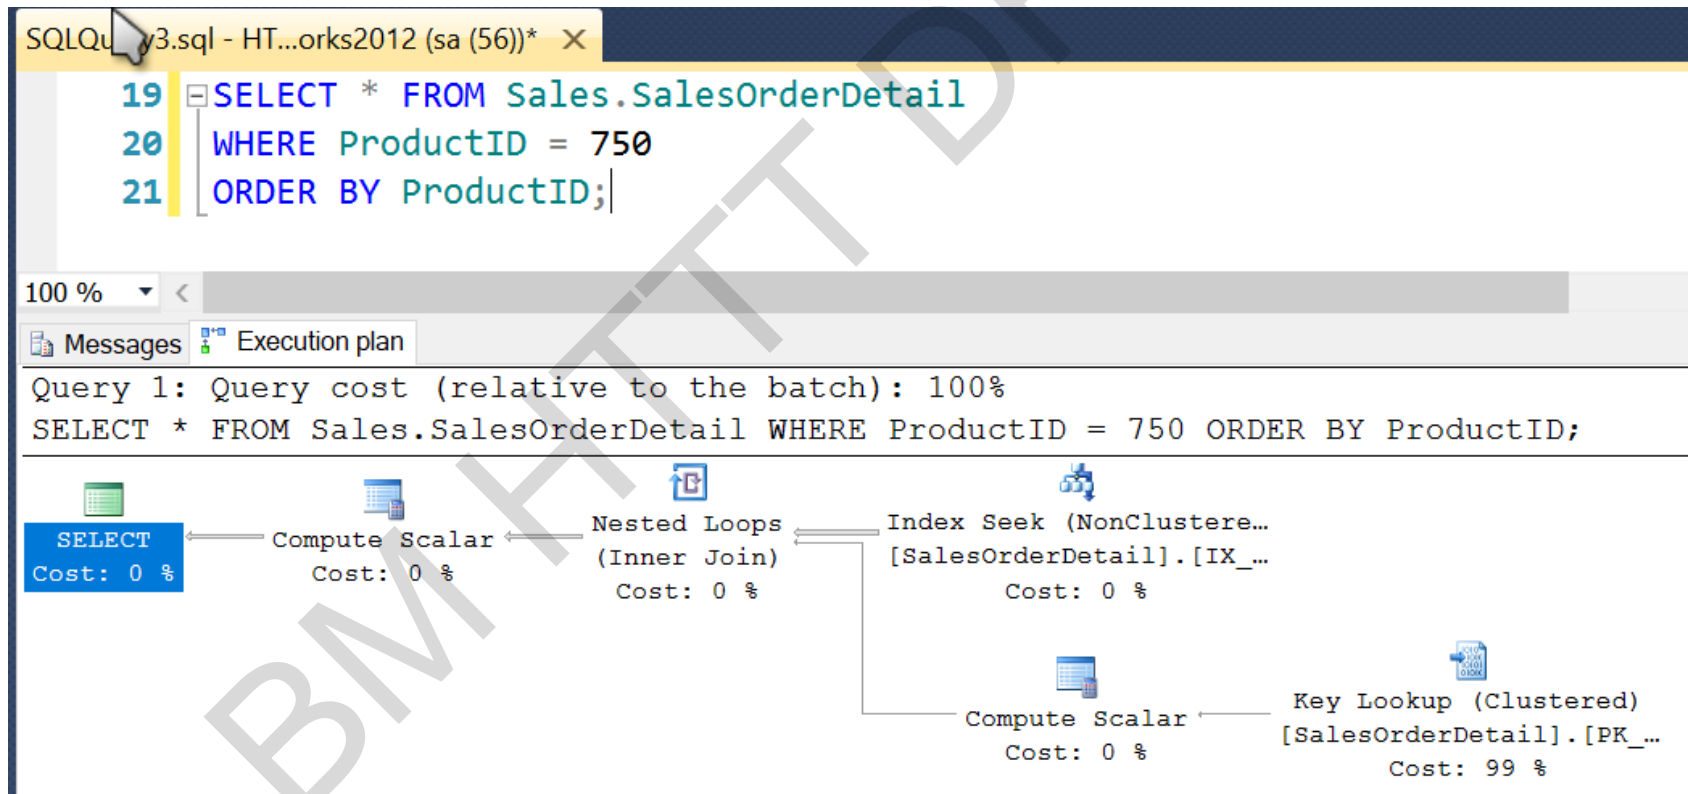 SQLQu y3.sql - HT...orks2012 (sa (56))*
19 SELECT * FROM Sales.SalesOrderDetail
20 WHERE ProductID = 750
21 ORDER BY ProductID;
100 %
Messages Execution plan
Query 1: Query cost (relative to the batch): 100%
SELECT * FROM Sales.SalesOrderDetail WHERE ProductID = 750 ORDER BY ProductID;
SELECT
Cost: 0 %
Compute Scalar
Cost: 0 %
Nested Loops
(Inner Join)
Cost: 0 %
Index Seek (NonClustere…
[SalesOrderDetail].[IX_…
Cost: 0 %
Compute Scalar
Cost: 0 %
Key Lookup (Clustered)
[SalesOrderDetail].[PK_…
Cost: 99 %
BM HTTT